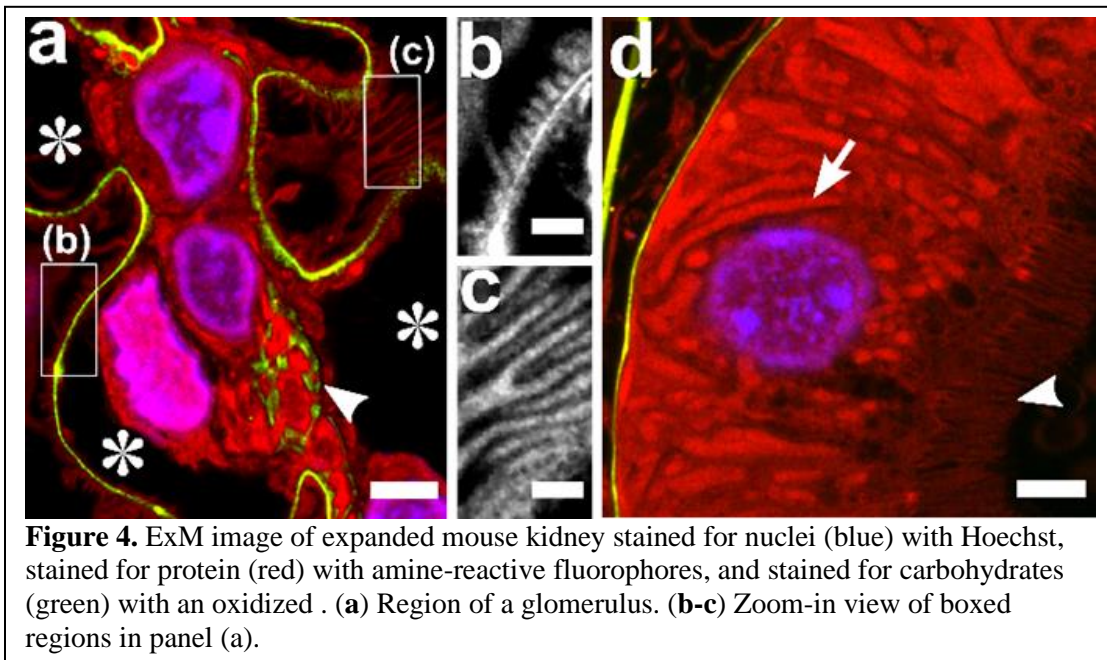 a
(c)
b
d
(b)
c
Figure 4. ExM image of expanded mouse kidney stained for nuclei (blue) with Hoechst,
stained for protein (red) with amine-reactive fluorophores, and stained for carbohydrates
(green) with an oxidized . (a) Region of a glomerulus. (b-c) Zoom-in view of boxed
regions in panel (a).